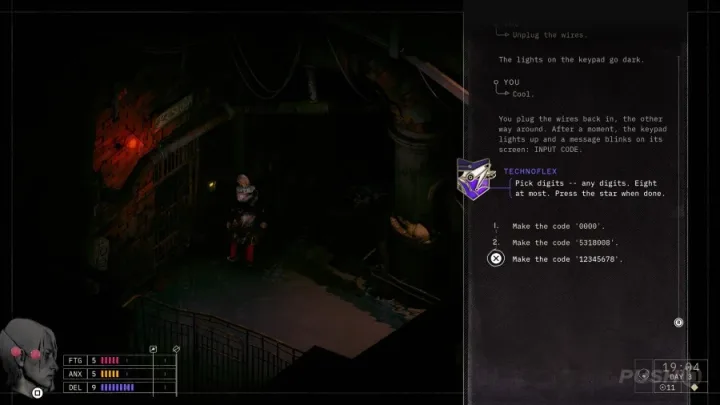 Unplug the wires.
The lights on the keypad go dark.
YOU
Cool.
You plug the wires back in, the other
way around. After a moment, the keypad
lights up and a message blinks on its
screen: INPUT CODE.
TECHNOFLEX
Pick digits -- any digits. Eight
at most. Press the star when done.
1. Make the code '0000'.
2. Make the code '5318008'.
Make the code '12345678'.
FTG 5
ANX 5
DEL 9
19:04
DAY 3
11